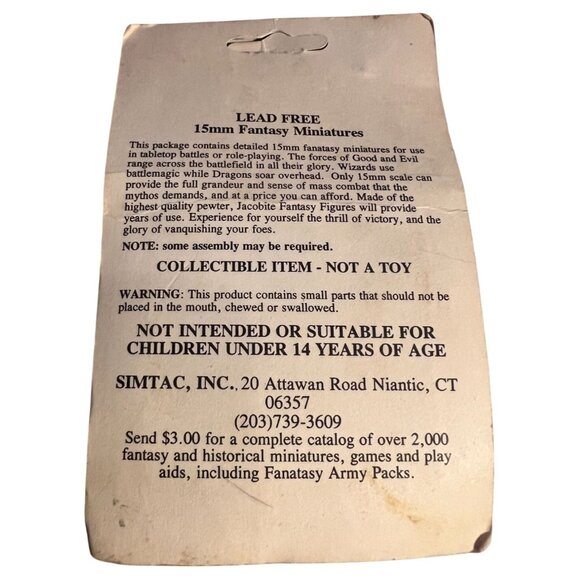 LEAD FREE
15mm Fantasy Miniatures
This package contains detailed 15mm fanatasy miniatures for use
in tabletop battles or role-playing. The forces of Good and Evil
range across the battlefield in all their glory. Wizards use
battlemagic while Dragons soar overhead. Only 15mm scale can
provide the full grandeur and sense of mass combat that the
mythos demands, and at a price you can afford. Made of the
highest quality pewter, Jacobite Fantasy Figures will provide
years of use. Experience for yourself the thrill of victory, and the
glory of vanquishing your foes.
NOTE: some assembly may be required.
COLLECTIBLE ITEM - NOT A TOY
WARNING: This product contains small parts that should not be
placed in the mouth, chewed or swallowed.
NOT INTENDED OR SUITABLE FOR
CHILDREN UNDER 14 YEARS OF AGE
SIMTAC, INC. 20 Attawan Road Niantic, CT
06357
(203)739-3609
Send $3.00 for a complete catalog of over 2,000
fantasy and historical miniatures, games and play
aids, including Fanatasy Army Packs.